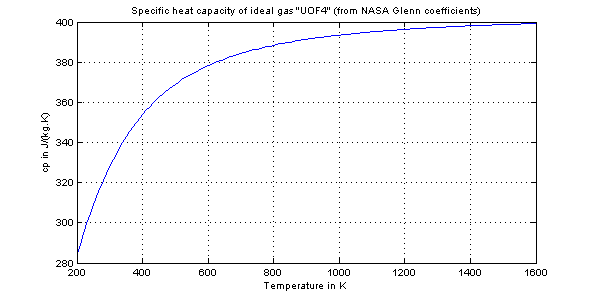 Specific heat capacity of ideal gas "UOF4" (from NASA Glenn coefficients)
400
380
360
340
320
300
280
cp in J/(kg.K)
200 400 600 800 1000 1200 1400 1600
Temperature in K